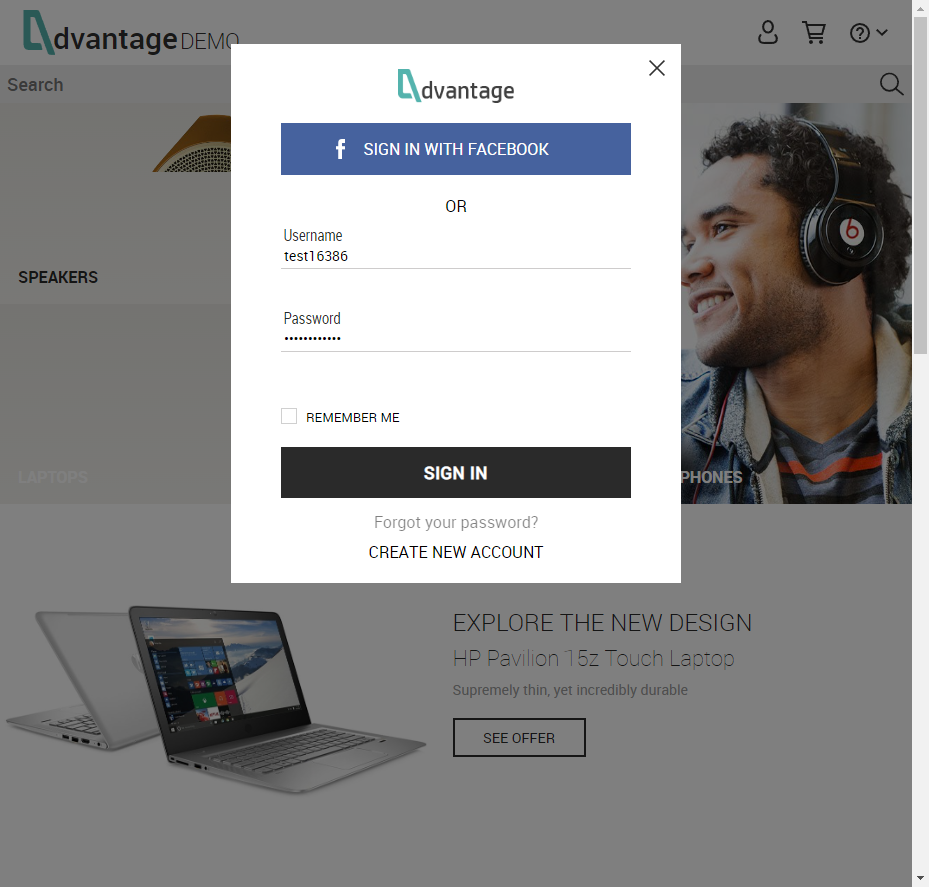 dvantage DEMO
Search
dvantage
SIGN IN WITH FACEBOOK
OR
Username
test16386
SPEAKERS
Password
••••••••••••
REMEMBER ME
SIGN IN
LAPTOPS
PHONES
Forgot your password?
CREATE NEW ACCOUNT
EXPLORE THE NEW DESIGN
HP Pavilion 15z Touch Laptop
Supremely thin, yet incredibly durable
SEE OFFER